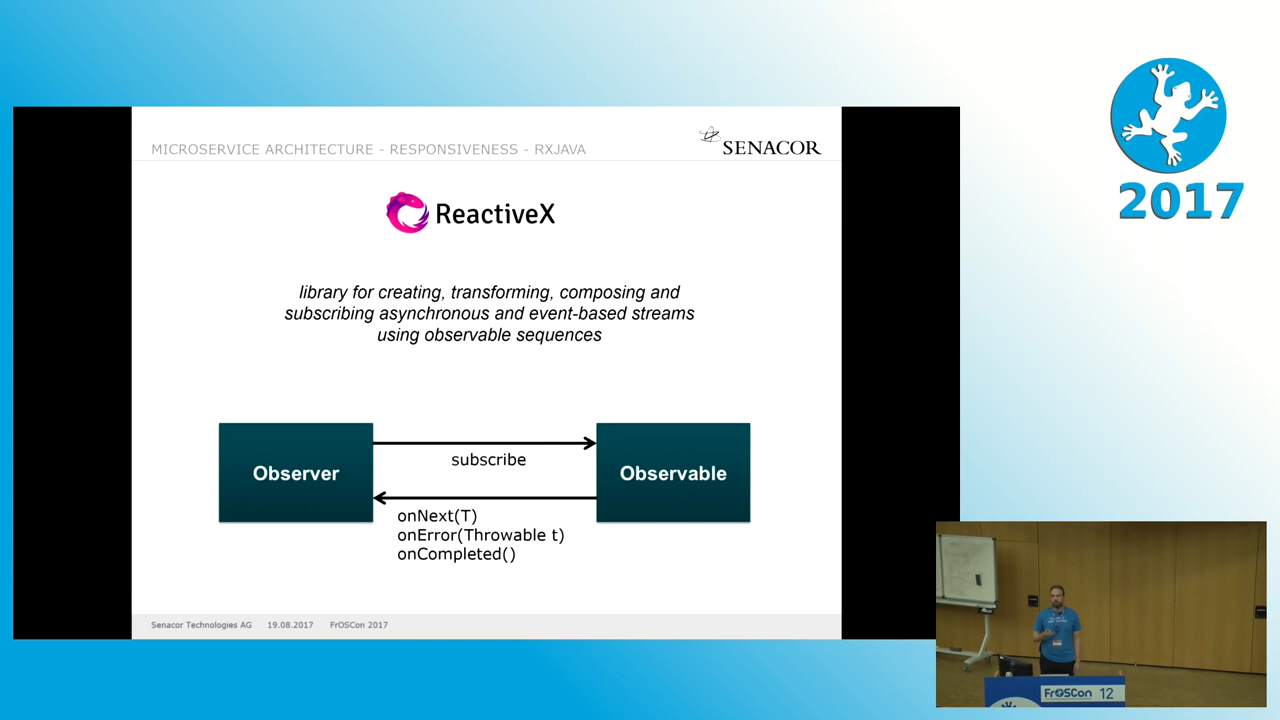 MICROSERVICE ARCHITECTURE - RESPONSIVENESS - RXJAVA
SENACOR
ReactiveX
library for creating, transforming, composing and
subscribing asynchronous and event-based streams
using observable sequences
Observer
subscribe
Observable
onNext(T)
onError(Throwable t)
onCompleted()
Senacor Technologies AG 19.08.2017 FrOSCon 2017
2017
FrOSCon 12